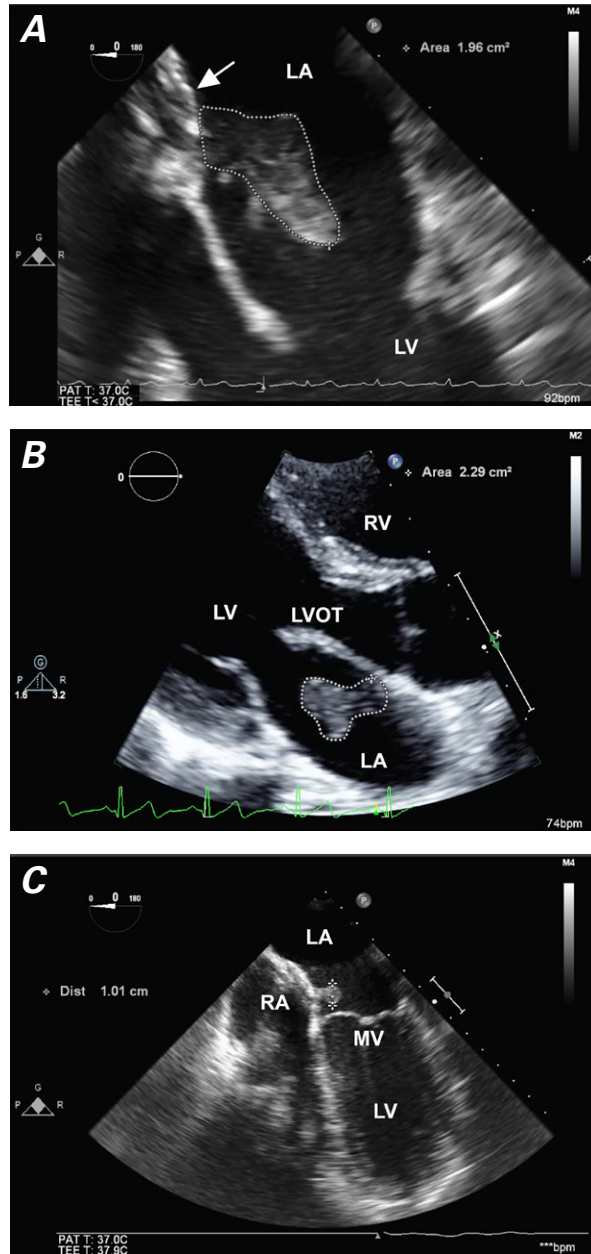 A
M4
0 0 180
P
Area 1.96 cm²
LA
G
P R
LV
PAT T: 37.0C
TEE T< 37.0C
92bpm
B
M2
0
P
Area 2.29 cm²
RV
LV
LVOT
G
P R
1.6 3.2
x
LA
74bpm
C
M4
0 0 180
P
LA
Dist 1.01 cm
RA
MV
G
P R
LV
PAT T: 37.0C
TEE T: 37.9C
***bpm